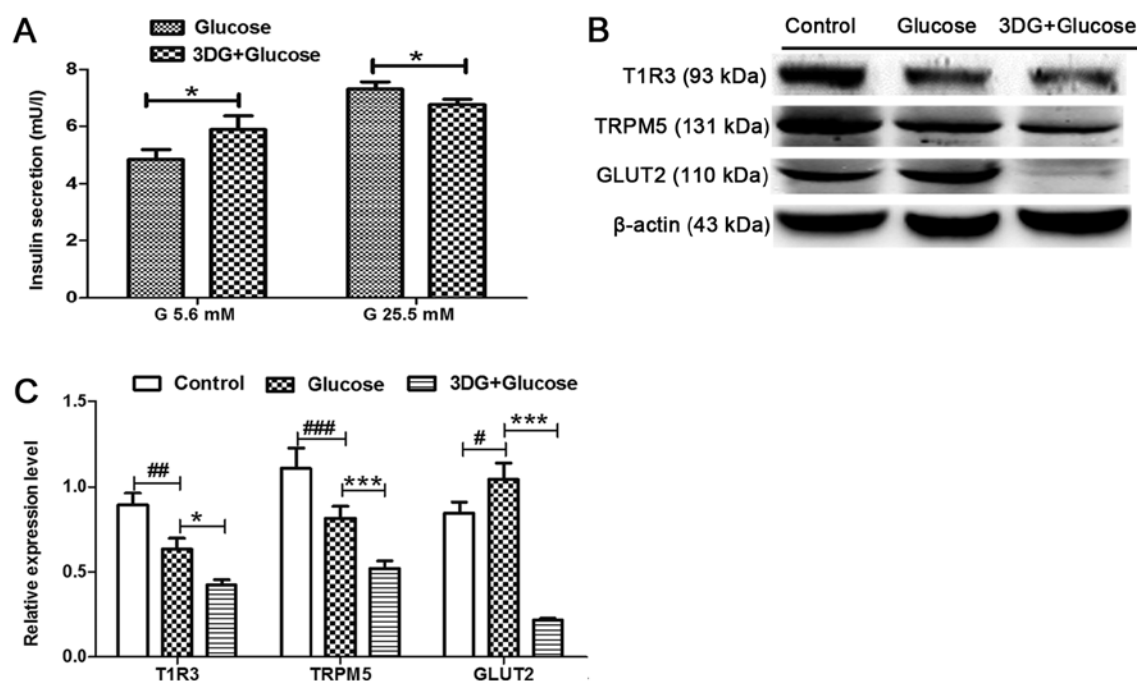 A
Glucose
3DG+Glucose
Insulin secretion (mU/l)
8
6
4
2
0
*
*
G 5.6 mM
G 25.5 mM
B
Control Glucose 3DG+Glucose
T1R3 (93 kDa)
TRPM5 (131 kDa)
GLUT2 (110 kDa)
β-actin (43 kDa)
C
Control Glucose 3DG+Glucose
Relative expression level
1.5
1.0
0.5
0.0
##
*
###
***
#
***
T1R3
TRPM5
GLUT2